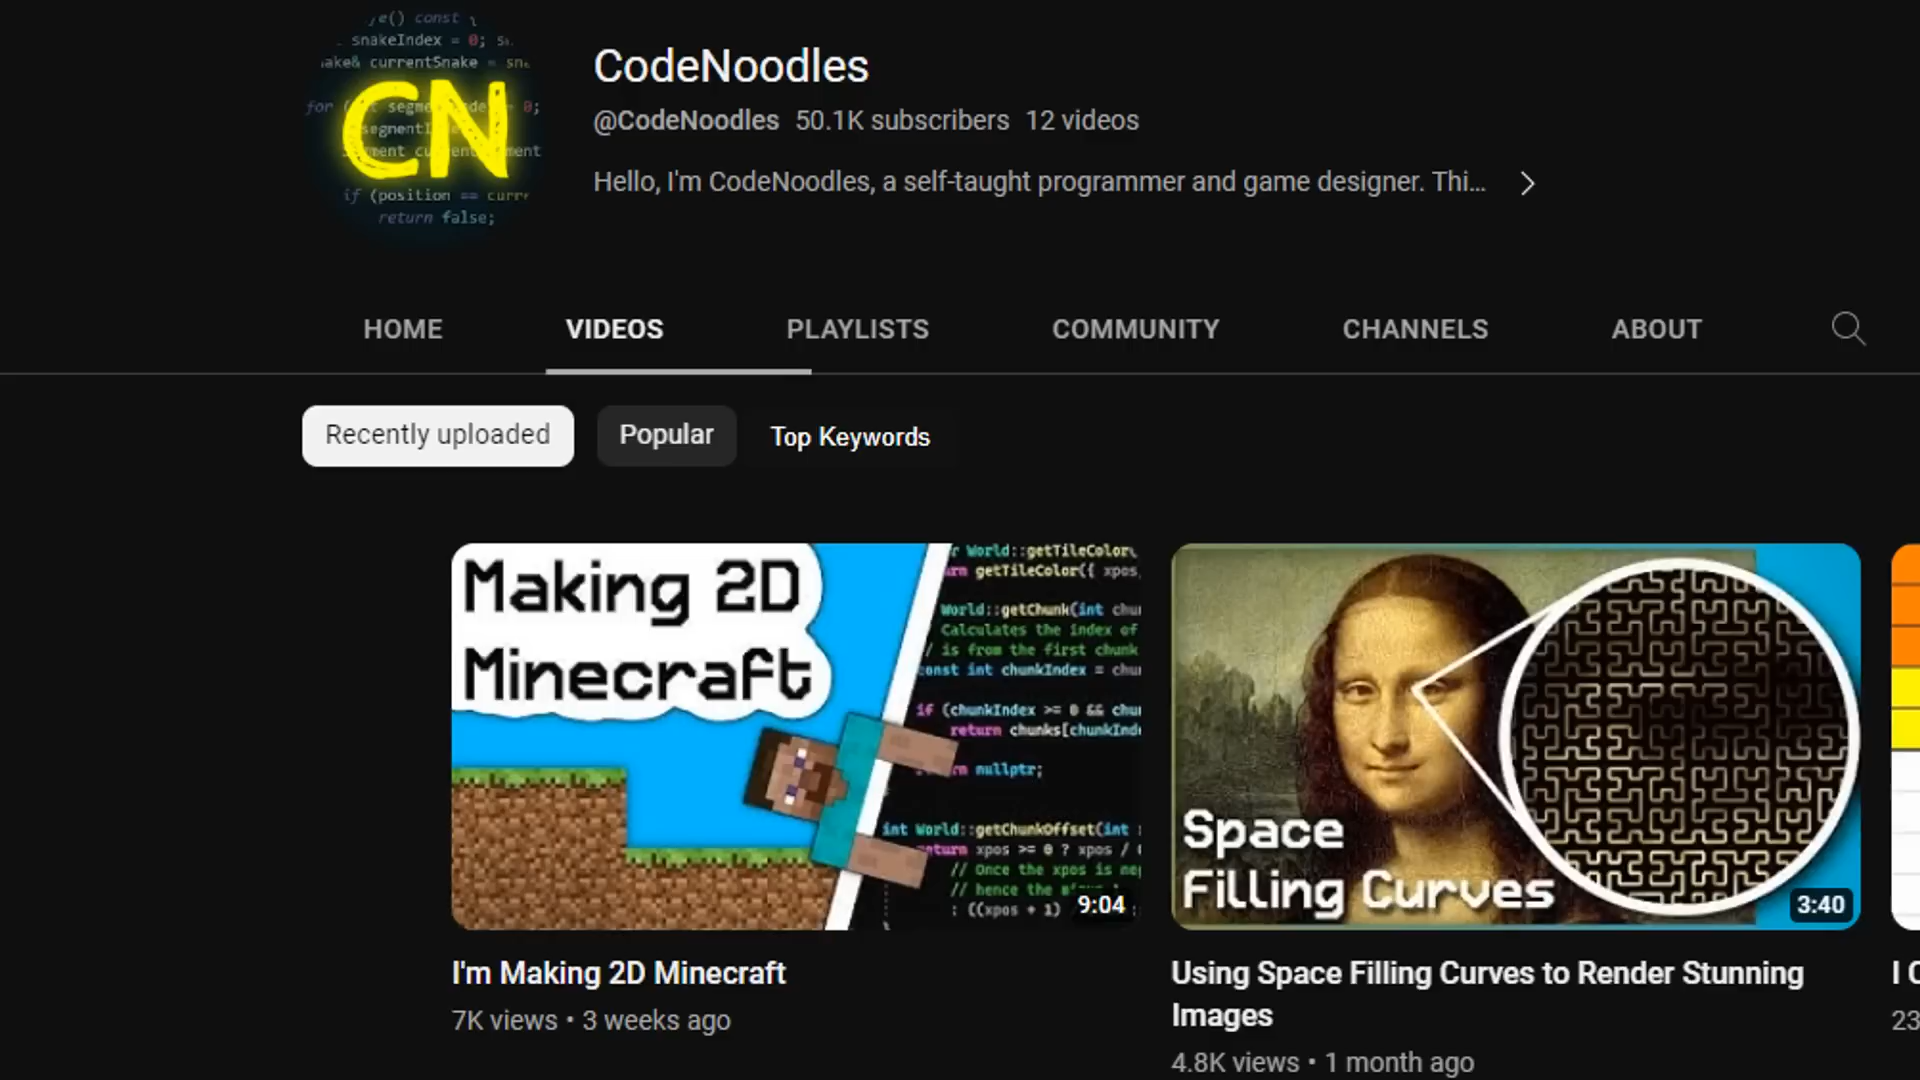 CodeNoodles
@CodeNoodles 50.1K subscribers 12 videos
Hello, I'm CodeNoodles, a self-taught programmer and game designer. Thi...
snakeIndex = 0;
currentSnake =
CN
for
if (position ==
return false;
HOME VIDEOS PLAYLISTS COMMUNITY CHANNELS ABOUT
Recently uploaded Popular Top Keywords
Making 2D
Minecraft
World::getTileColor
getTileColor({ xpos
World::getChunk(int
Calculates the index of
is from the first chunk
const int chunkIndex =
if (chunkIndex >= 0 &&
return
nullptr;
int World::getChunkOffset(int
xpos >= 0 ? xpos /
// Once the xpos is
// hence the
: ((xpos + 1)
9:04
Space
Filling Curves
3:40
I'm Making 2D Minecraft
7K views • 3 weeks ago
Using Space Filling Curves to Render Stunning
Images
4.8K views • 1 month ago
I
23